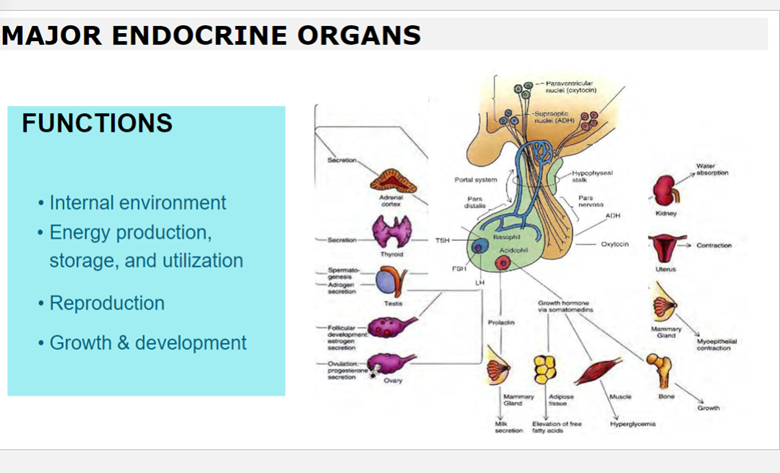 MAJOR ENDOCRINE ORGANS
FUNCTIONS
• Internal environment
• Energy production,
storage, and utilization
• Reproduction
• Growth & development
Paraventricular
nuclei (oxytocin)
Supraoptic
nuclei (ADH)
Secretion
Adrenal
cortex
Portal system
Hypophyseal
stalk
Pars
distalis
Pars
nervosa
Water
absorption
Kidney
ADH
Secretion
Thyroid
TSH
Basophil
Acidophil
Oxytocin
Contraction
Uterus
Spermato-
genesis
Adrogen
secretion
Testis
FSH
LH
Growth hormone
via somatomedins
Prolactin
Follicular
development
estrogen
secretion
Mammary
Gland
Myoepithelial
contraction
Ovulation
progesterone
secretion
Ovary
Mammary
Gland
Adipose
tissue
Muscle
Bone
Growth
Milk
secretion
Elevation of free
fatty acids
Hyperglycemia